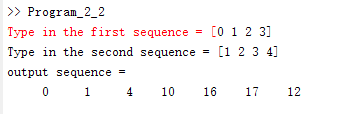 >> Program_2_2
Type in the first sequence = [0 1 2 3]
Type in the second sequence = [1 2 3 4]
output sequence =
0 1 4 10 16 17 12